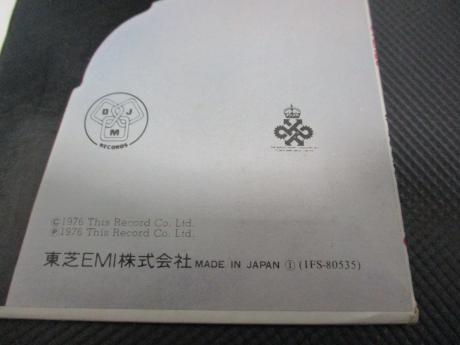 DJM
RECORDS
©1976 This Record Co. Ltd.
℗1976 This Record Co. Ltd.
東芝EMI株式会社 MADE IN JAPAN ① (IFS-80535)